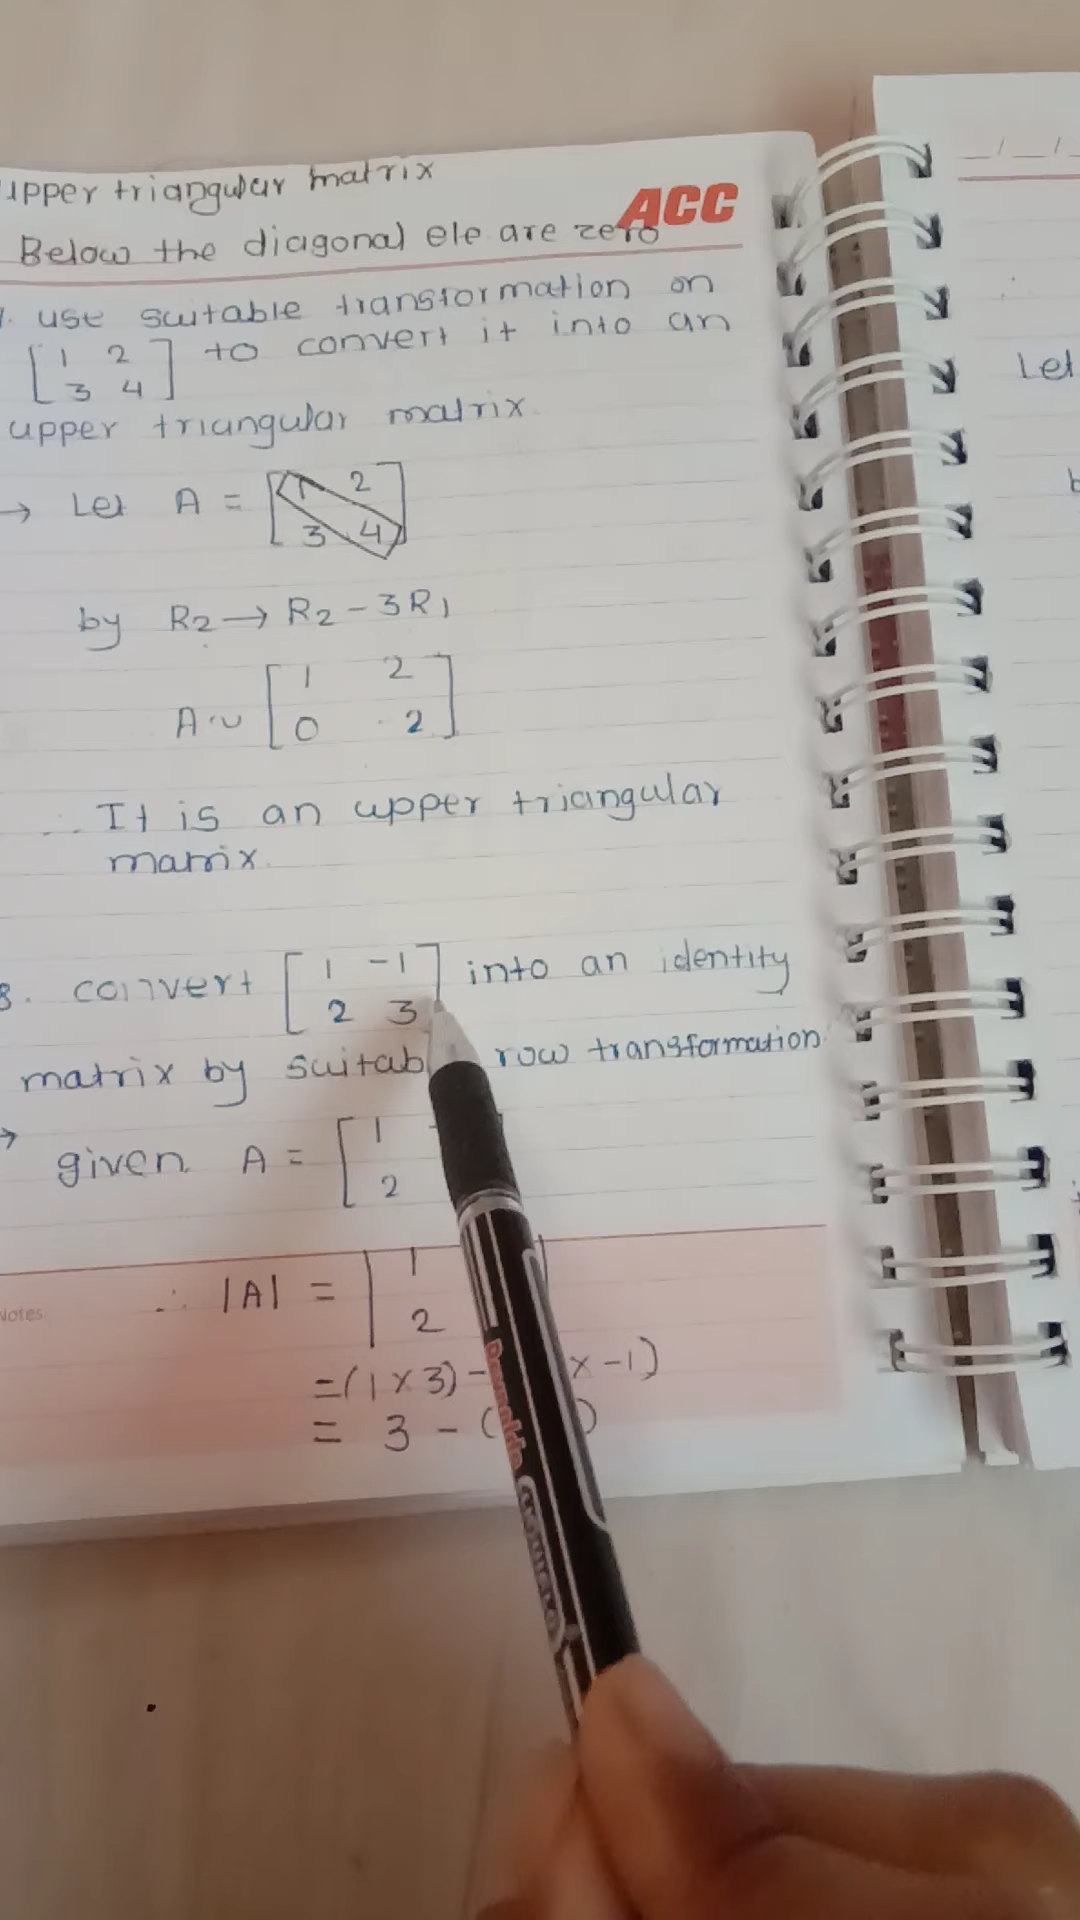 upper triangular matrix
ACC
Below the diagonal ele are zero
use suitable transformation on
[1 2
3 4] to convert it into an
upper triangular matrix.
→ Let A = [1 2
3 4]
by R2 → R2 - 3R1
A ~ [1 2
0 2]
∴ It is an upper triangular
matrix.
8. convert [1 -1
2 3] into an identity
matrix by suitab row transformation
→ given A = [1
2
∴ |A| = |1
2
Notes
= (1 x 3) - x -1)
= 3 - ( )
Let